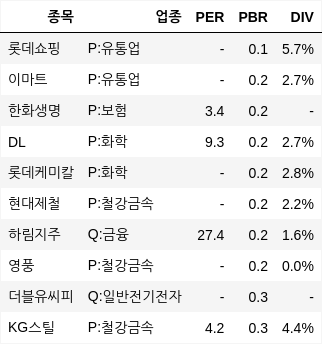 종목 업종 PER PBR DIV
롯데쇼핑 P:유통업 - 0.1 5.7%
이마트 P:유통업 - 0.2 2.7%
한화생명 P:보험 3.4 0.2 -
DL P:화학 9.3 0.2 2.7%
롯데케미칼 P:화학 - 0.2 2.8%
현대제철 P:철강금속 - 0.2 2.2%
하림지주 Q:금융 27.4 0.2 1.6%
영풍 P:철강금속 - 0.2 0.0%
더블유씨피 Q:일반전기전자 - 0.3 -
KG스틸 P:철강금속 4.2 0.3 4.4%